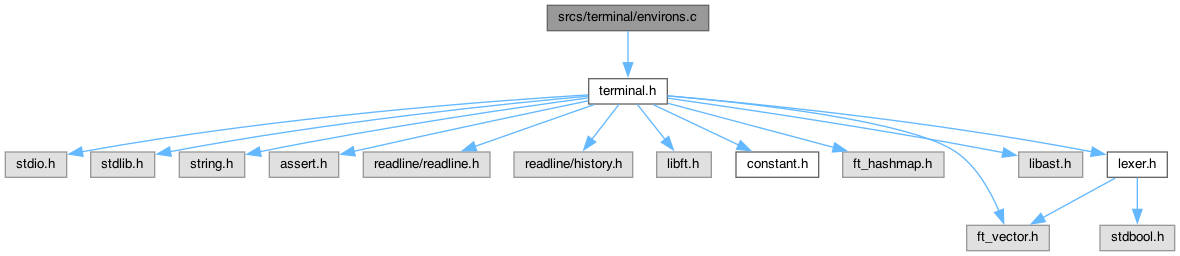 srcs/terminal/environs.c
terminal.h
stdio.h
stdlib.h
string.h
assert.h
readline/readline.h
readline/history.h
libft.h
constant.h
ft_hashmap.h
libast.h
lexer.h
ft_vector.h
stdbool.h